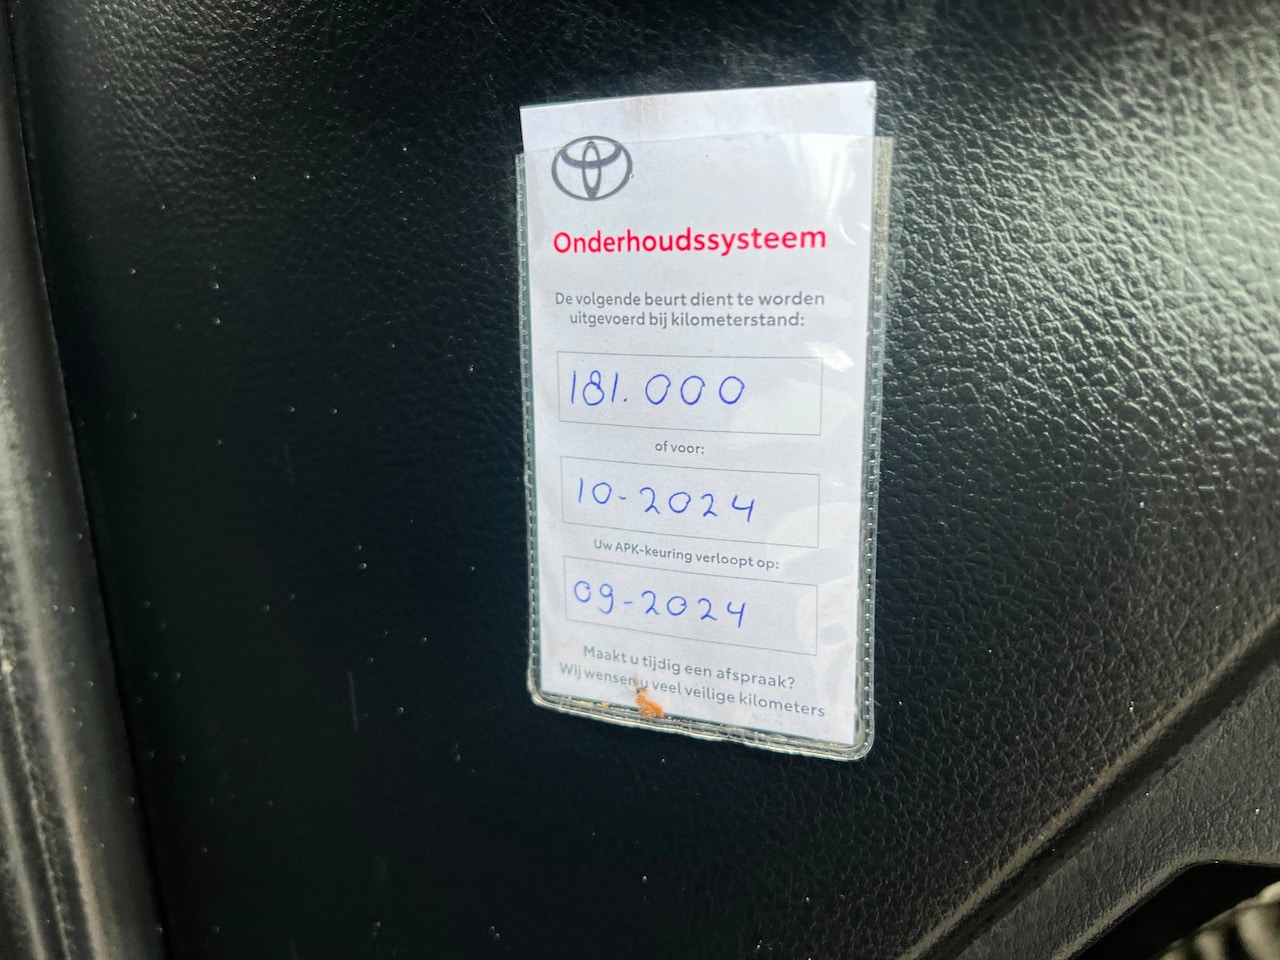 Onderhoudssysteem
De volgende beurt dient te worden
uitgevoerd bij kilometerstand:
181.000
of voor:
10-2024
Uw APK-keuring verloopt op:
09-2024
Maakt u tijdig een afspraak?
Wij wensen u veel veilige kilometers